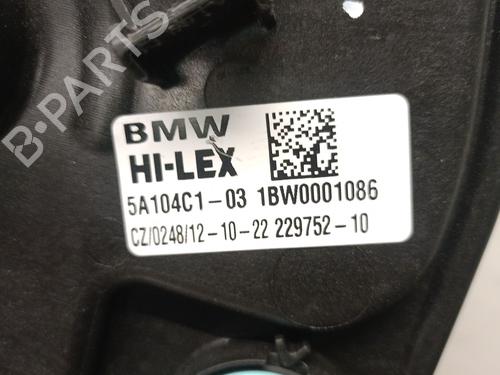 B-PARTS
BMW
HI-LEX
5A104C1-03 1BW0001086
CZ/0248/12-10-22 229752-10